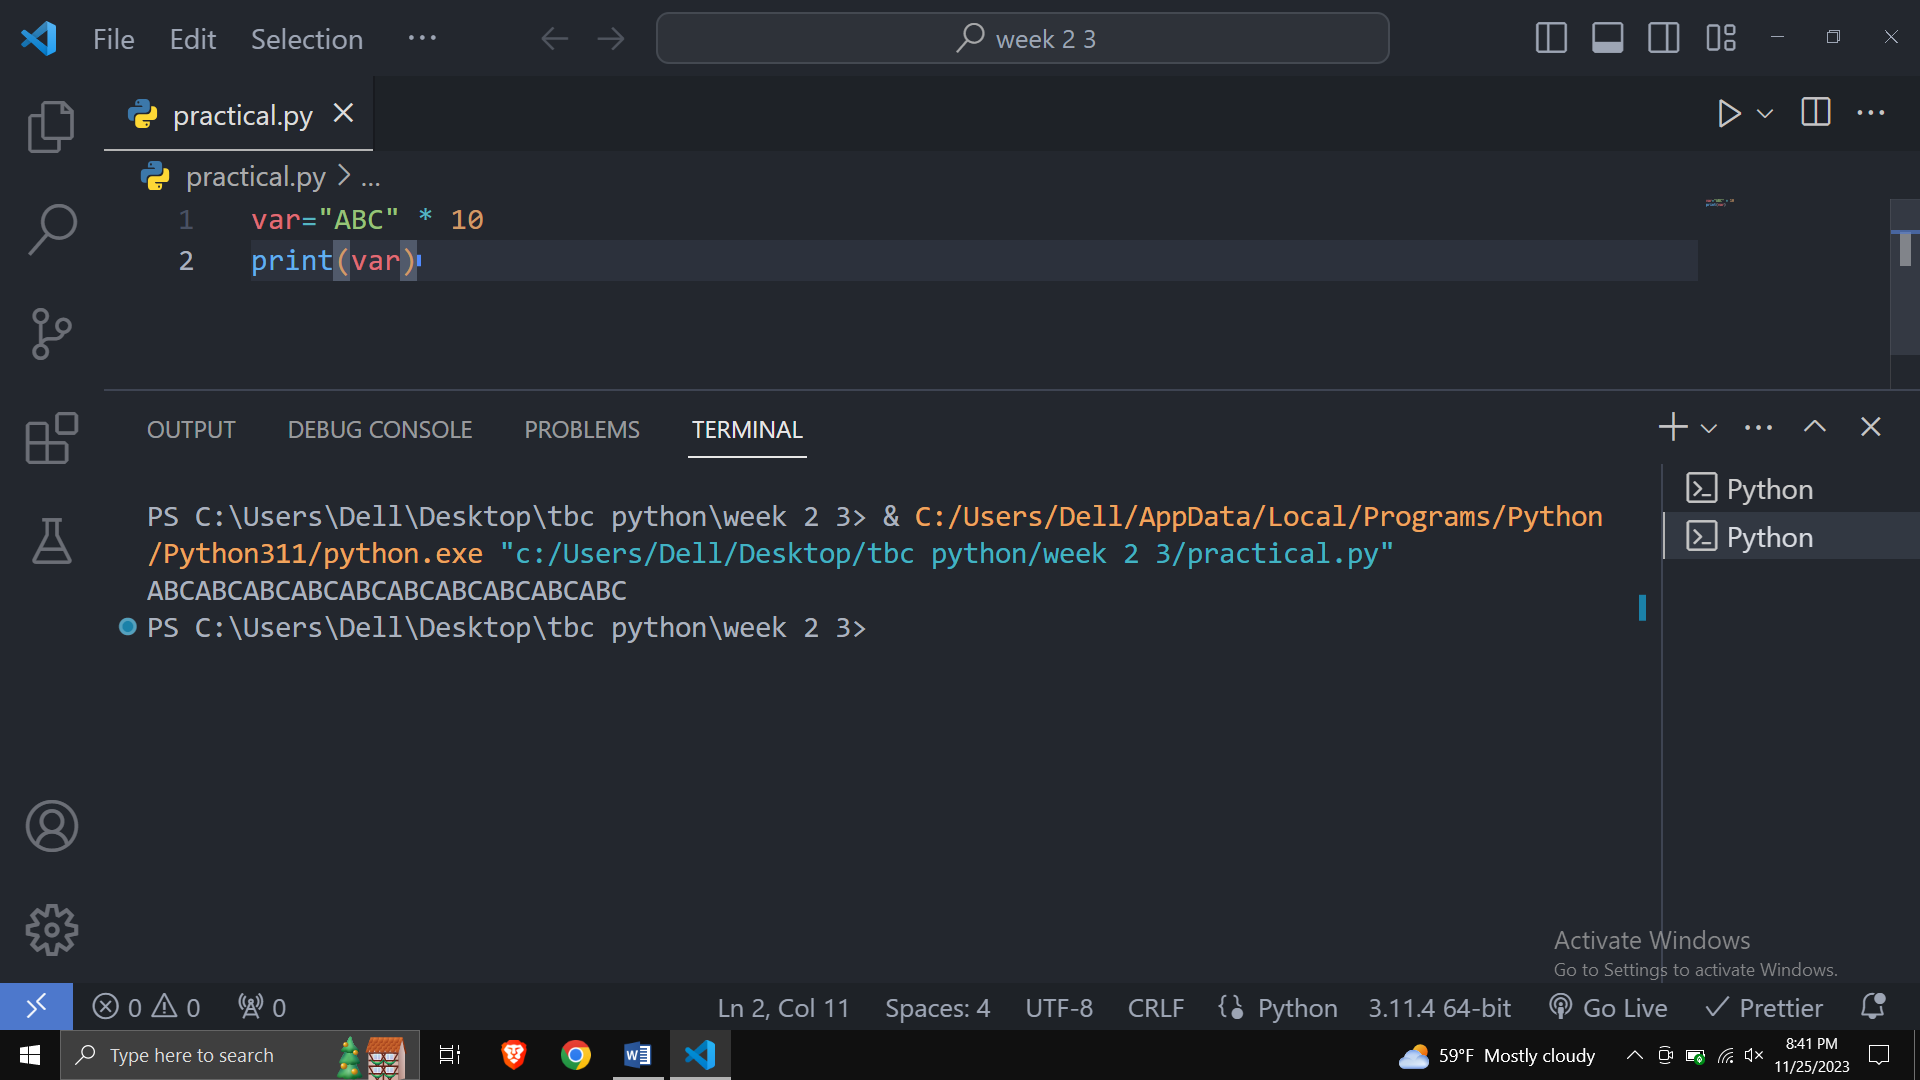 File Edit Selection ... week 2 3
practical.py
practical.py > ...
1 var="ABC" * 10
2 print(var)
OUTPUT DEBUG CONSOLE PROBLEMS TERMINAL
Python
Python
PS C:\Users\Dell\Desktop\tbc python\week 2 3> & C:/Users/Dell/AppData/Local/Programs/Python
/Python311/python.exe "c:/Users/Dell/Desktop/tbc python/week 2 3/practical.py"
ABCABCABCABCABCABCABCABCABCABC
PS C:\Users\Dell\Desktop\tbc python\week 2 3>
Activate Windows
Go to Settings to activate Windows.
0 0 0 Ln 2, Col 11 Spaces: 4 UTF-8 CRLF {} Python 3.11.4 64-bit Go Live Prettier
Type here to search 59°F Mostly cloudy 8:41 PM
11/25/2023